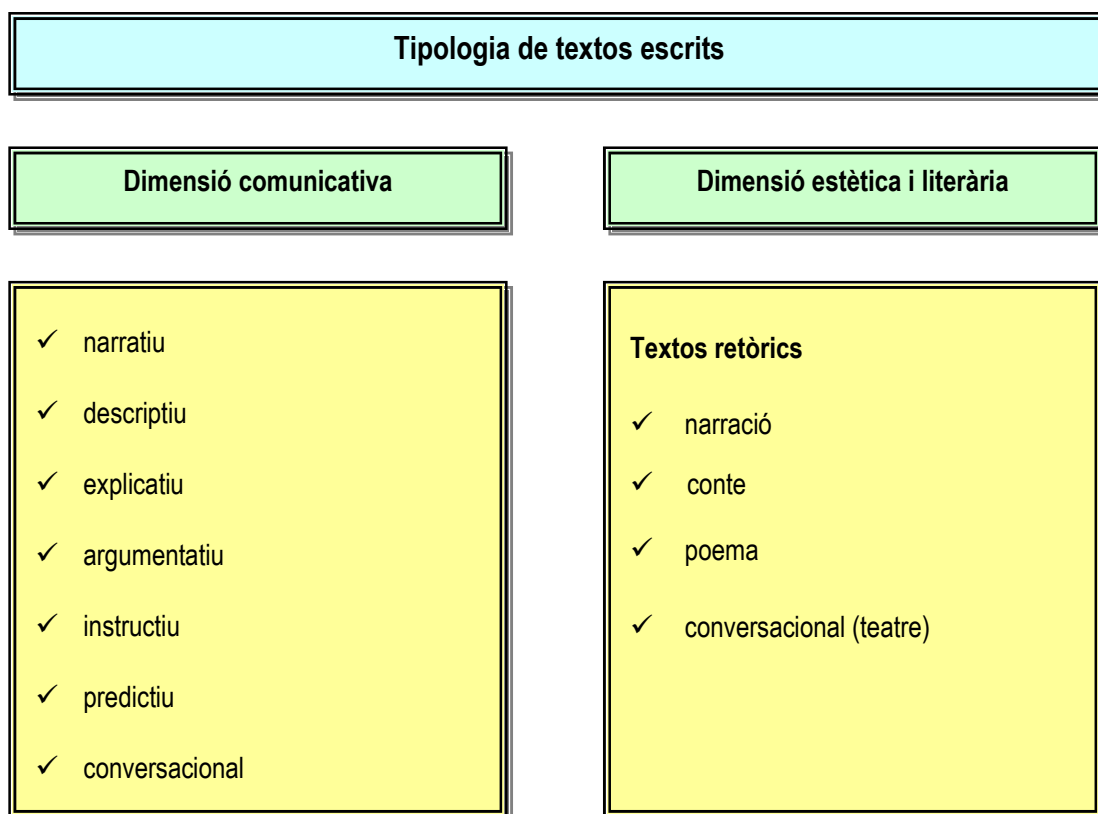 Tipologia de textos escrits
Dimensió comunicativa
✓ narratiu
✓ descriptiu
✓ explicatiu
✓ argumentatiu
✓ instructiu
✓ predictiu
✓ conversacional
Dimensió estètica i literària
Textos retòrics
✓ narració
✓ conte
✓ poema
✓ conversacional (teatre)